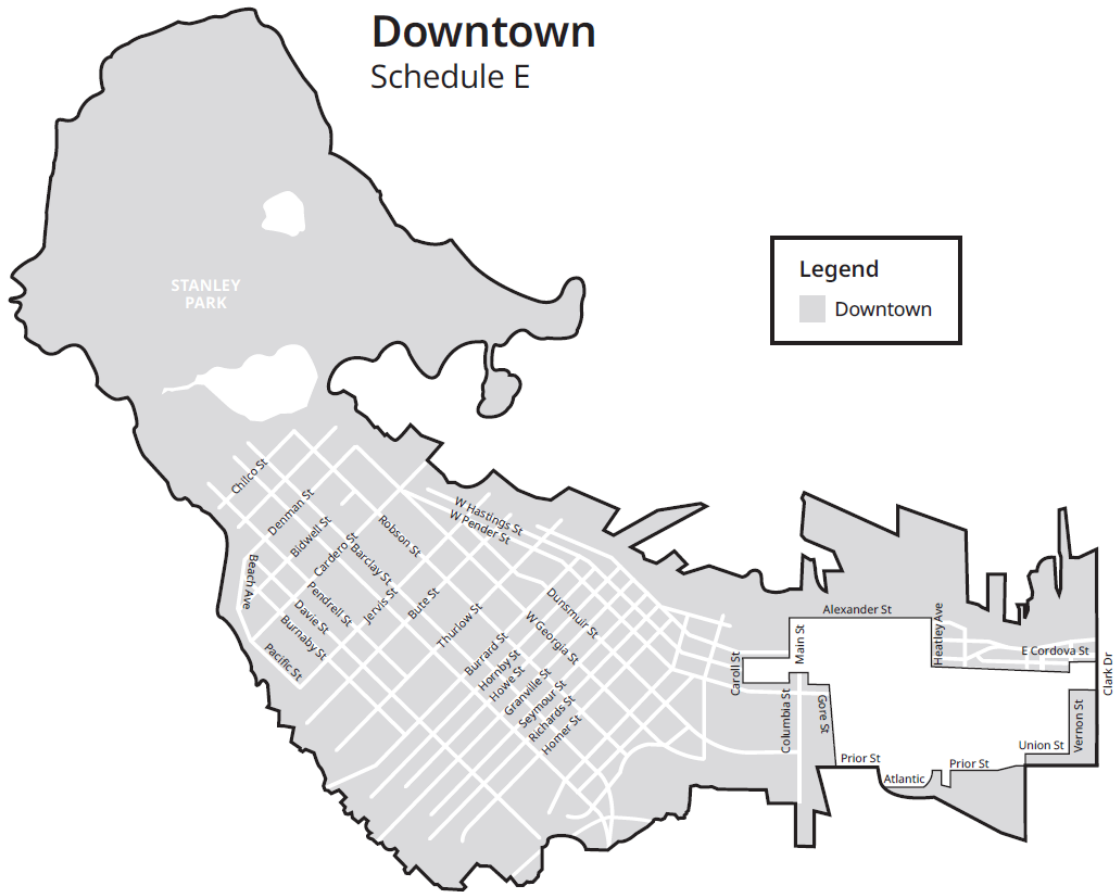 Downtown
Schedule E
Legend
Downtown
STANLEY
PARK
Chilco St
Denman St
Bidwell St
Cardero St
Barclay St
Robson St
W Hastings St
W Pender St
Beach Ave
Pendrell St
Davie St
Burnaby St
Pacific St
Jervis St
Bute St
Thurlow St
Dunsmuir St
W Georgia St
Burrard St
Hornby St
Howe St
Granville St
Seymour St
Richards St
Homer St
Alexander St
Main St
Heatley Ave
E Cordova St
Caroll St
Columbia St
Gore St
Clark Dr
Vernon St
Union St
Prior St
Prior St
Atlantic